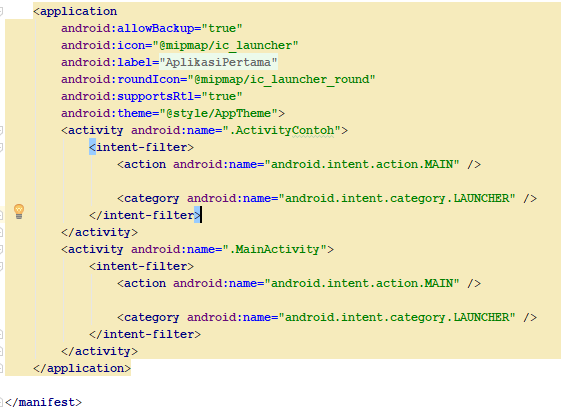 <application
android:allowBackup="true"
android:icon="@mipmap/ic_launcher"
android:label="AplikasiPertama"
android:roundIcon="@mipmap/ic_launcher_round"
android:supportsRtl="true"
android:theme="@style/AppTheme">
<activity android:name=".ActivityContoh">
<intent-filter>
<action android:name="android.intent.action.MAIN" />
<category android:name="android.intent.category.LAUNCHER" />
</intent-filter>
</activity>
<activity android:name=".MainActivity">
<intent-filter>
<action android:name="android.intent.action.MAIN" />
<category android:name="android.intent.category.LAUNCHER" />
</intent-filter>
</activity>
</application>
</manifest>